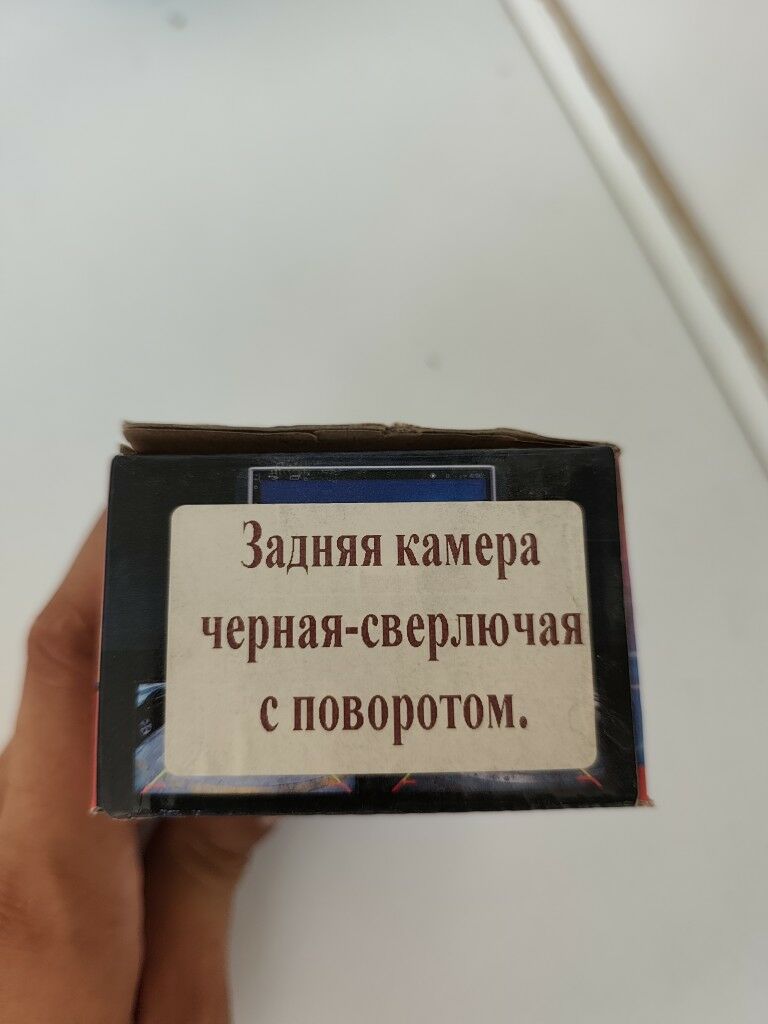 Задняя камера
черная-сверлючая
с поворотом.